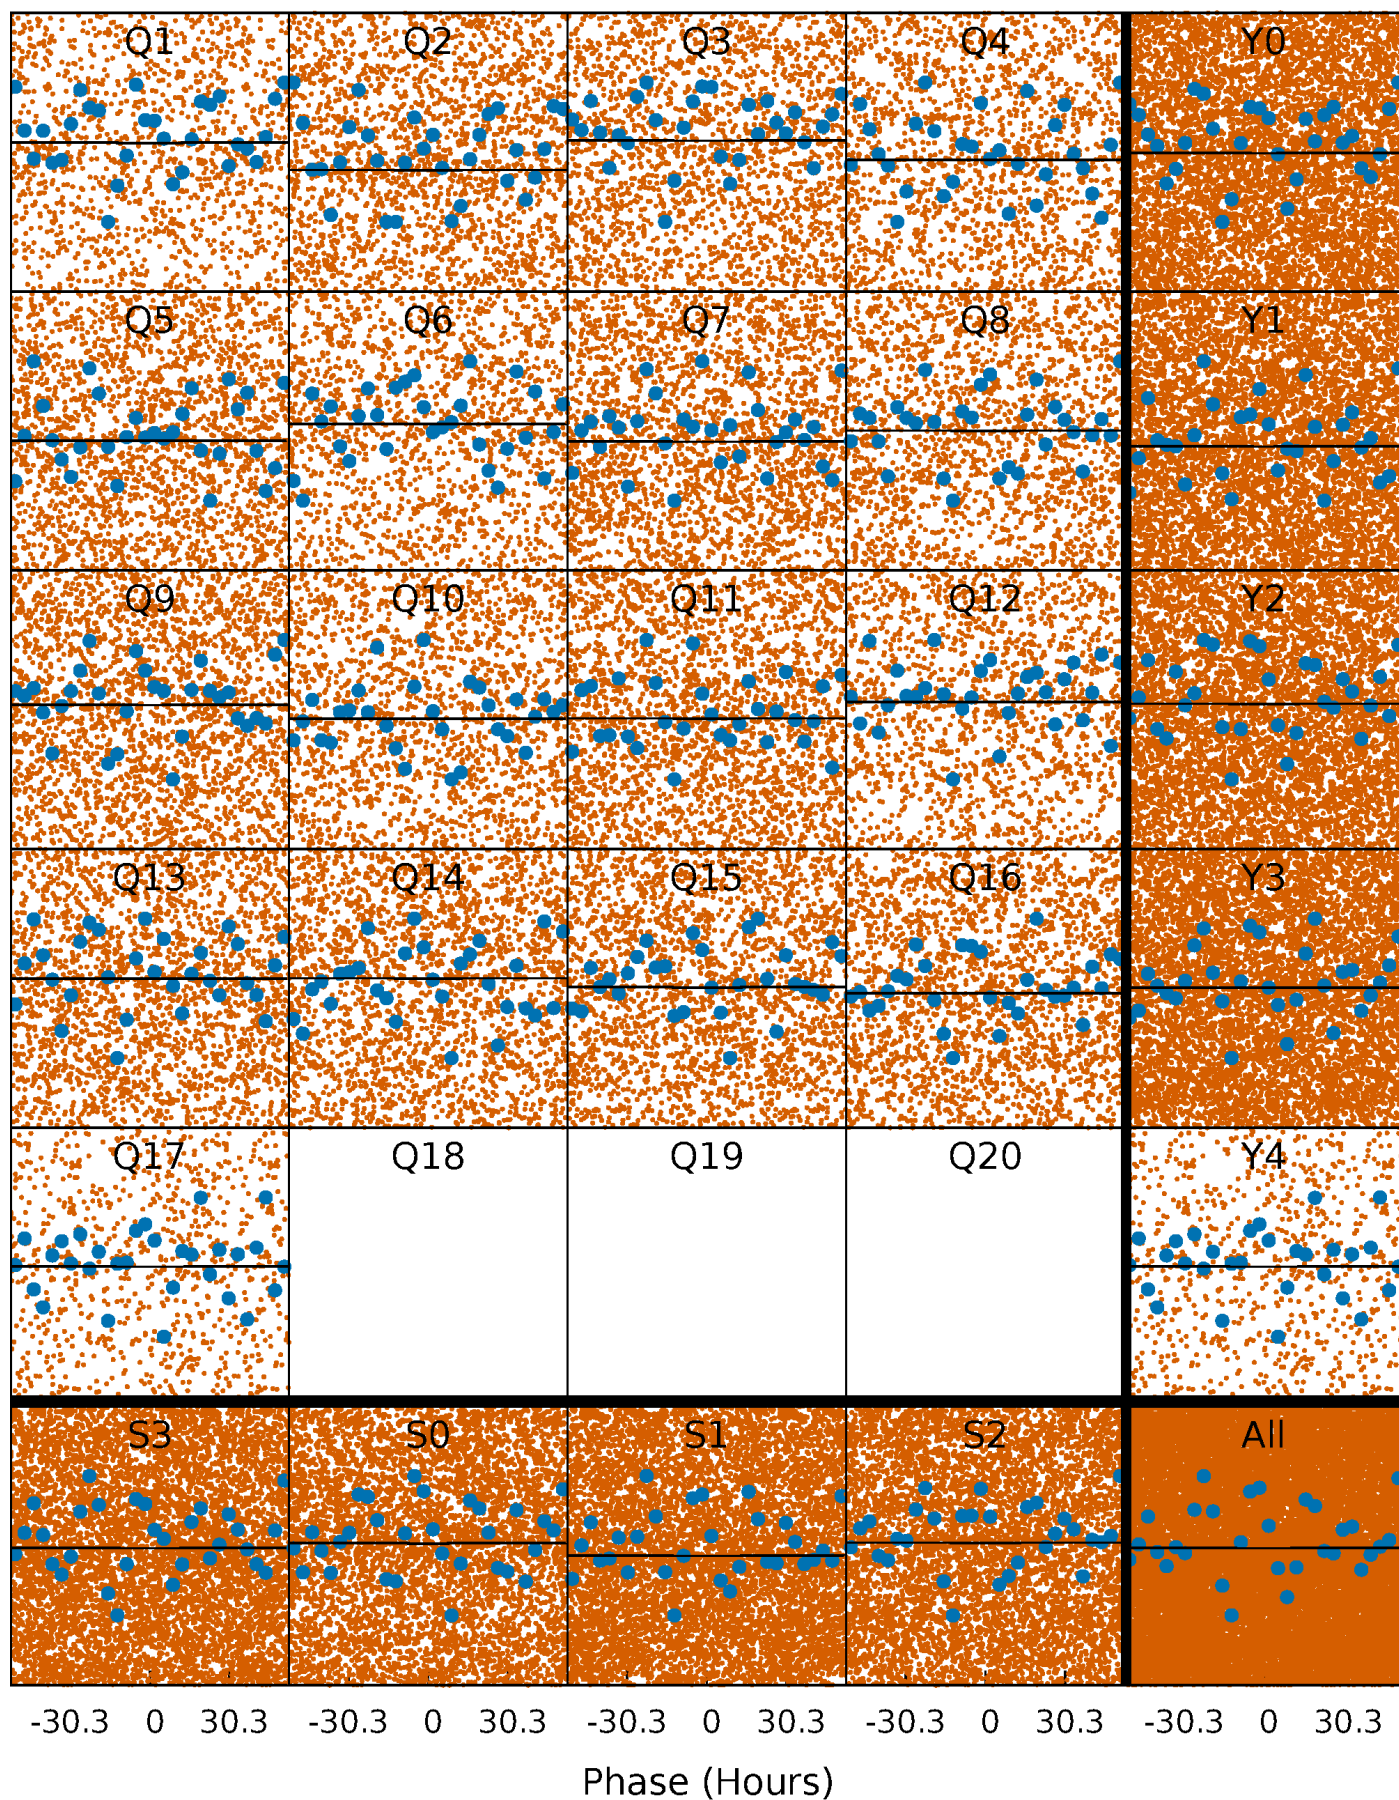 Q1 Q2 Q3 Q4 Y0
Q5 Q6 Q7 Q8 Y1
Q9 Q10 Q11 Q12 Y2
Q13 Q14 Q15 Q16 Y3
Q17 Q18 Q19 Q20 Y4
S3 S0 S1 S2 All
-30.3 0 30.3 -30.3 0 30.3 -30.3 0 30.3 -30.3 0 30.3 -30.3 0 30.3
Phase (Hours)